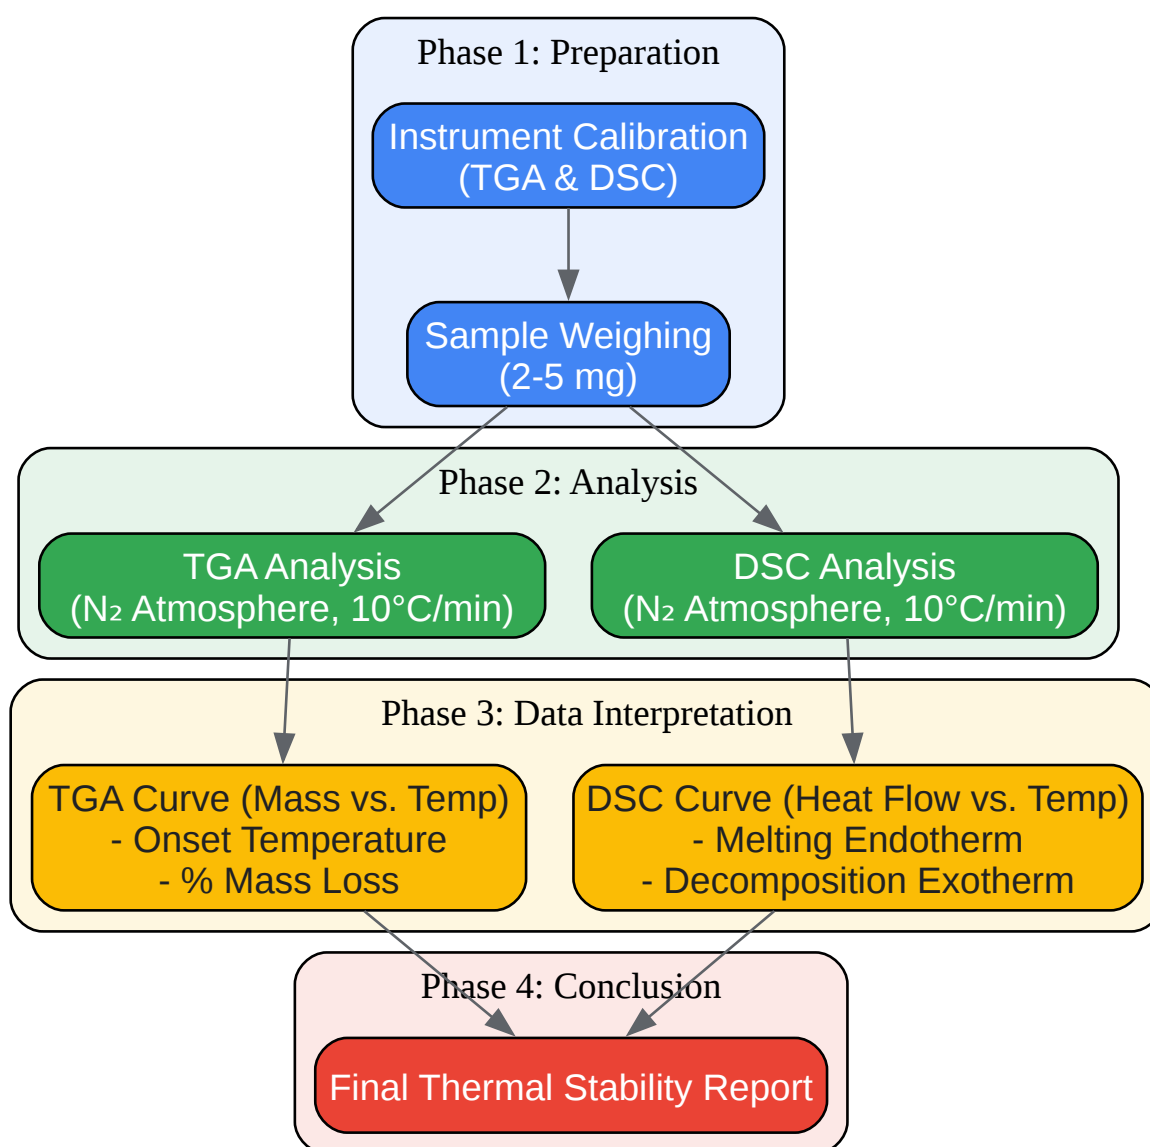 Phase 1: Preparation
Instrument Calibration
(TGA & DSC)
Sample Weighing
(2-5 mg)
Phase 2: Analysis
TGA Analysis
(N₂ Atmosphere, 10°C/min)
DSC Analysis
(N₂ Atmosphere, 10°C/min)
Phase 3: Data Interpretation
TGA Curve (Mass vs. Temp)
- Onset Temperature
- % Mass Loss
DSC Curve (Heat Flow vs. Temp)
- Melting Endotherm
- Decomposition Exotherm
Phase 4: Conclusion
Final Thermal Stability Report